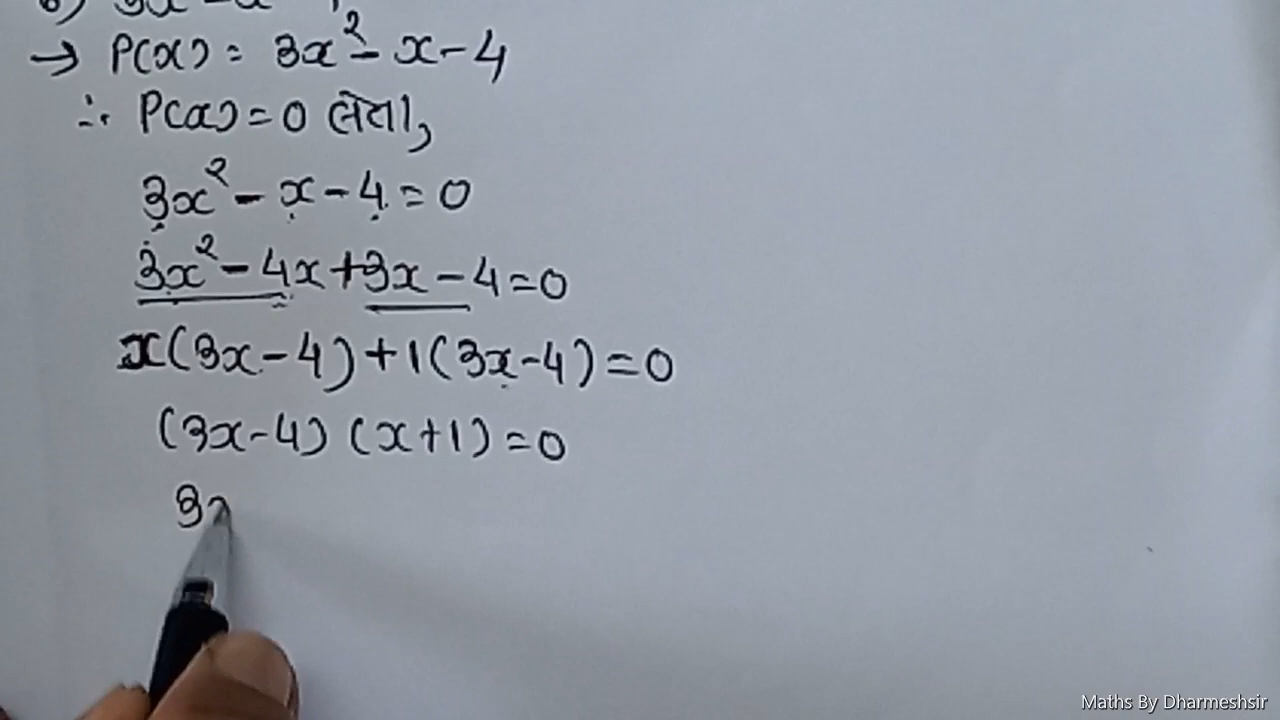 → P(x) = 3x² - x - 4
∴ P(x) = 0 लेता,
3x² - x - 4 = 0
3x² - 4x + 3x - 4 = 0
x(3x - 4) + 1(3x - 4) = 0
(3x - 4) (x + 1) = 0
3x
Maths By Dharmeshsir